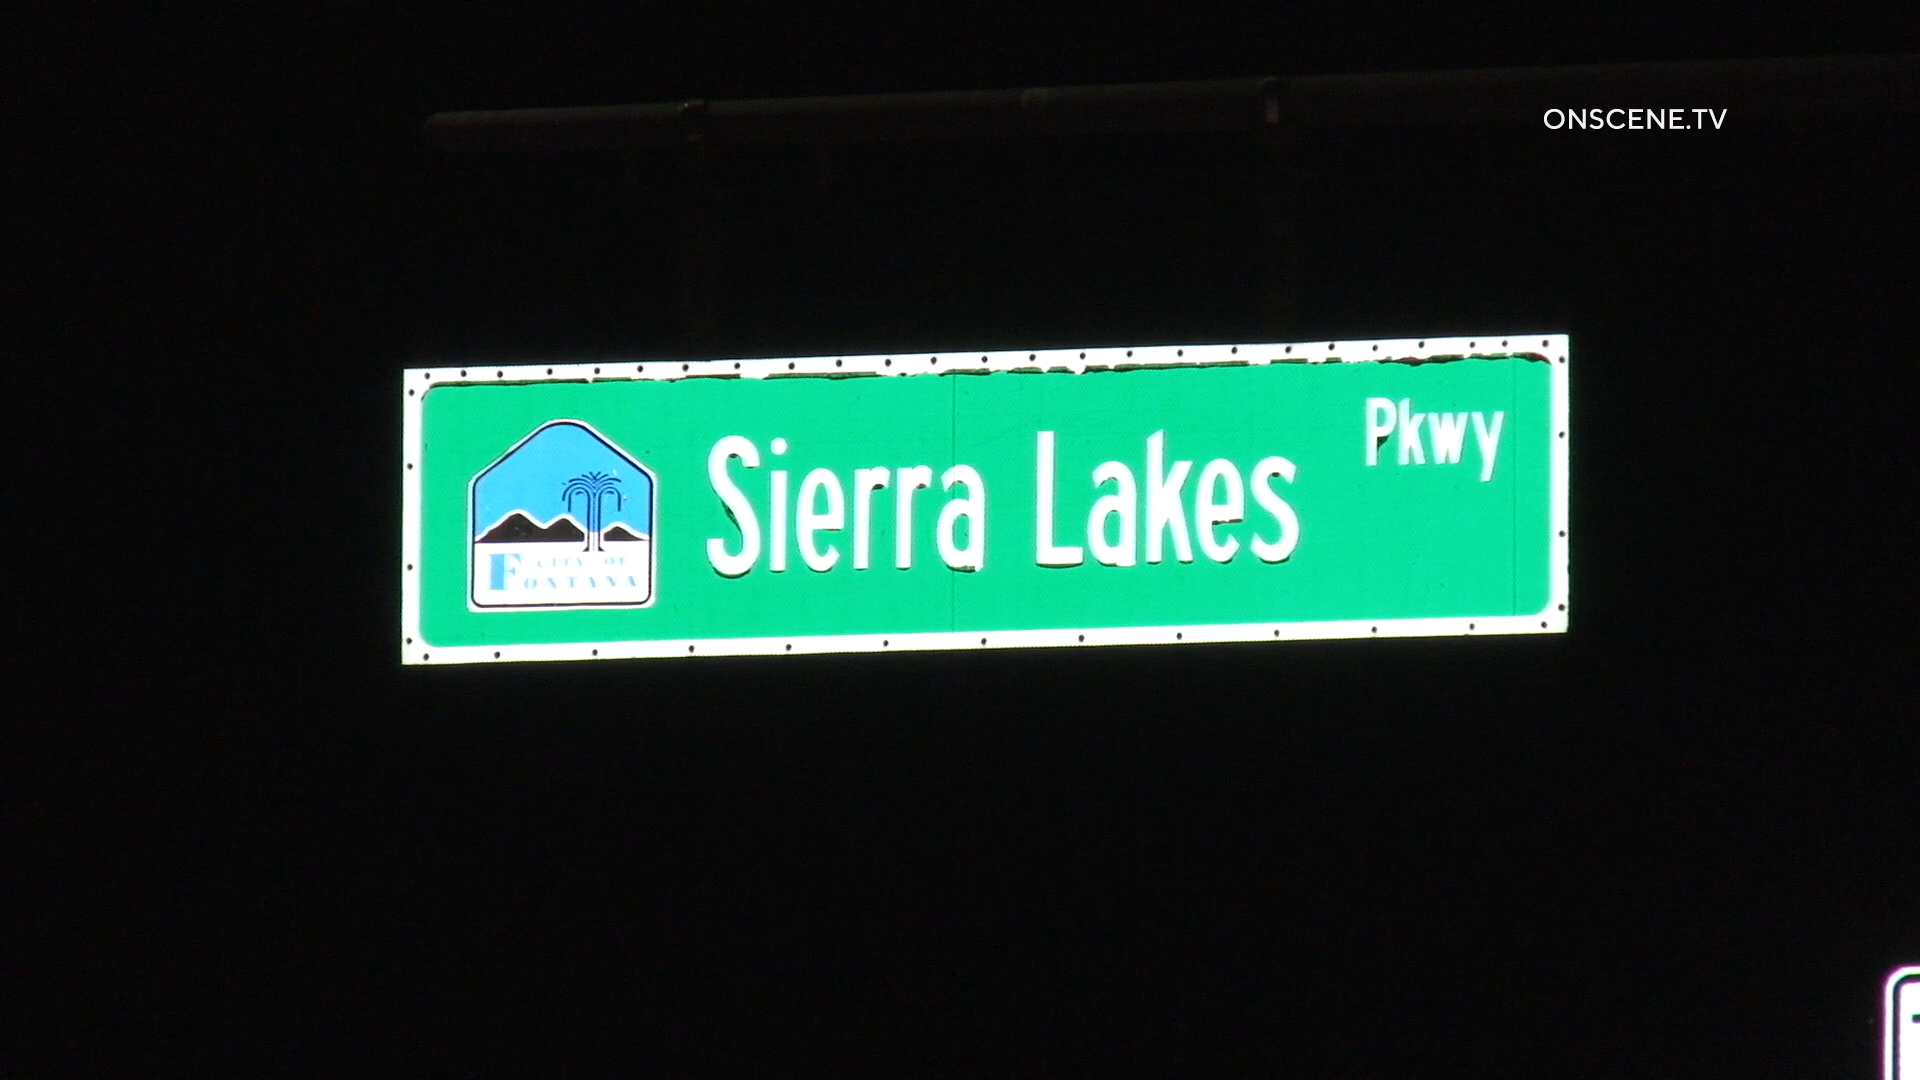 ONSCENE.TV
Sierra Lakes Pkwy
CITY OF
FONTANA